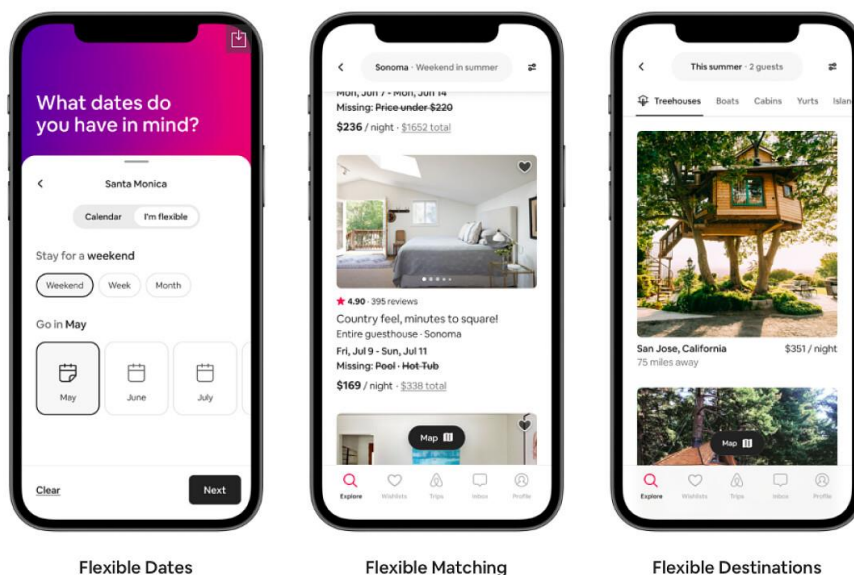 What dates do
you have in mind?
Santa Monica
Calendar
I'm flexible
Stay for a weekend
Weekend
Week
Month
Go in May
May
June
July
Clear
Next
Flexible Dates
Sonoma · Weekend in summer
Mon, Jun 7 - Mon, Jun 14
Missing: Price under $220
$236 / night · $1652 total
4.90 · 395 reviews
Country feel, minutes to square!
Entire guesthouse · Sonoma
Fri, Jul 9 - Sun, Jul 11
Missing: Pool · Hot Tub
$169 / night · $338 total
Map
Explore
Wishlists
Trips
Inbox
Profile
Flexible Matching
This summer · 2 guests
Treehouses
Boats
Cabins
Yurts
Islan
San Jose, California
$351 / night
75 miles away
Map
Explore
Wishlists
Trips
Inbox
Profile
Flexible Destinations